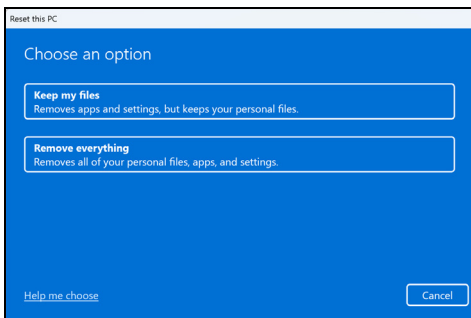 Reset this PC
Choose an option
Keep my files
Removes apps and settings, but keeps your personal files.
Remove everything
Removes all of your personal files, apps, and settings.
Help me choose
Cancel